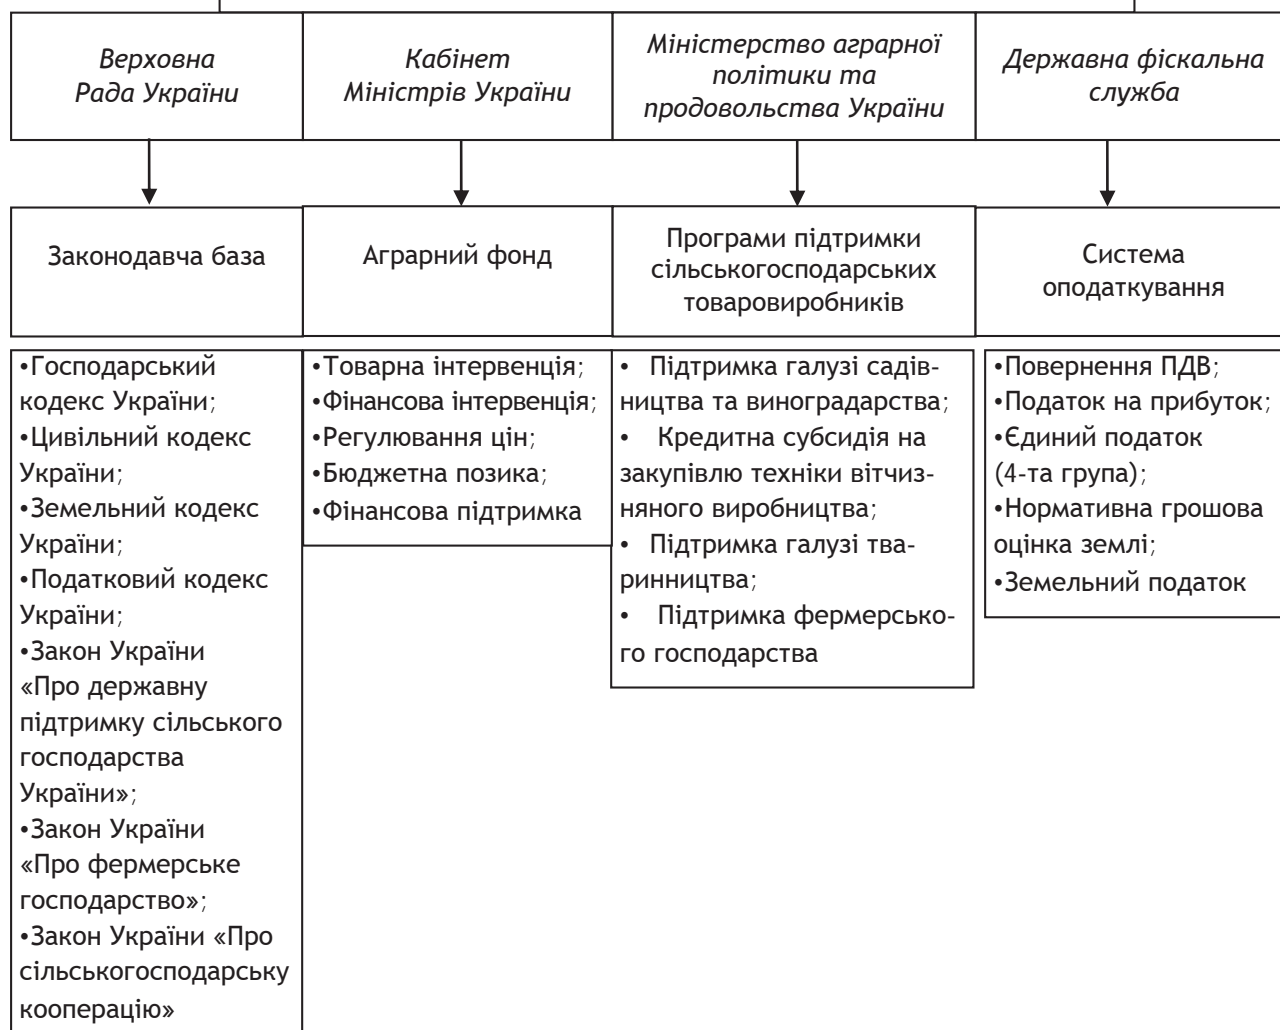 Верховна
Рада України
Кабінет
Міністрів України
Міністерство аграрної
політики та
продовольства України
Державна фіскальна
служба
Законодавча база
Аграрний фонд
Програми підтримки
сільськогосподарських
товаровиробників
Система
оподаткування
•Господарський
кодекс України;
•Цивільний кодекс
України;
•Земельний кодекс
України;
•Податковий кодекс
України;
•Закон України
«Про державну
підтримку сільського
господарства
України»;
•Закон України
«Про фермерське
господарство»;
•Закон України «Про
сільськогосподарську
кооперацію»
•Товарна інтервенція;
•Фінансова інтервенція;
•Регулювання цін;
•Бюджетна позика;
•Фінансова підтримка
• Підтримка галузі садів-
ництва та виноградарства;
• Кредитна субсидія на
закупівлю техніки вітчиз-
няного виробництва;
• Підтримка галузі тва-
ринництва;
• Підтримка фермерсько-
го господарства
•Повернення ПДВ;
•Податок на прибуток;
•Єдиний податок
(4-та група);
•Нормативна грошова
оцінка землі;
•Земельний податок